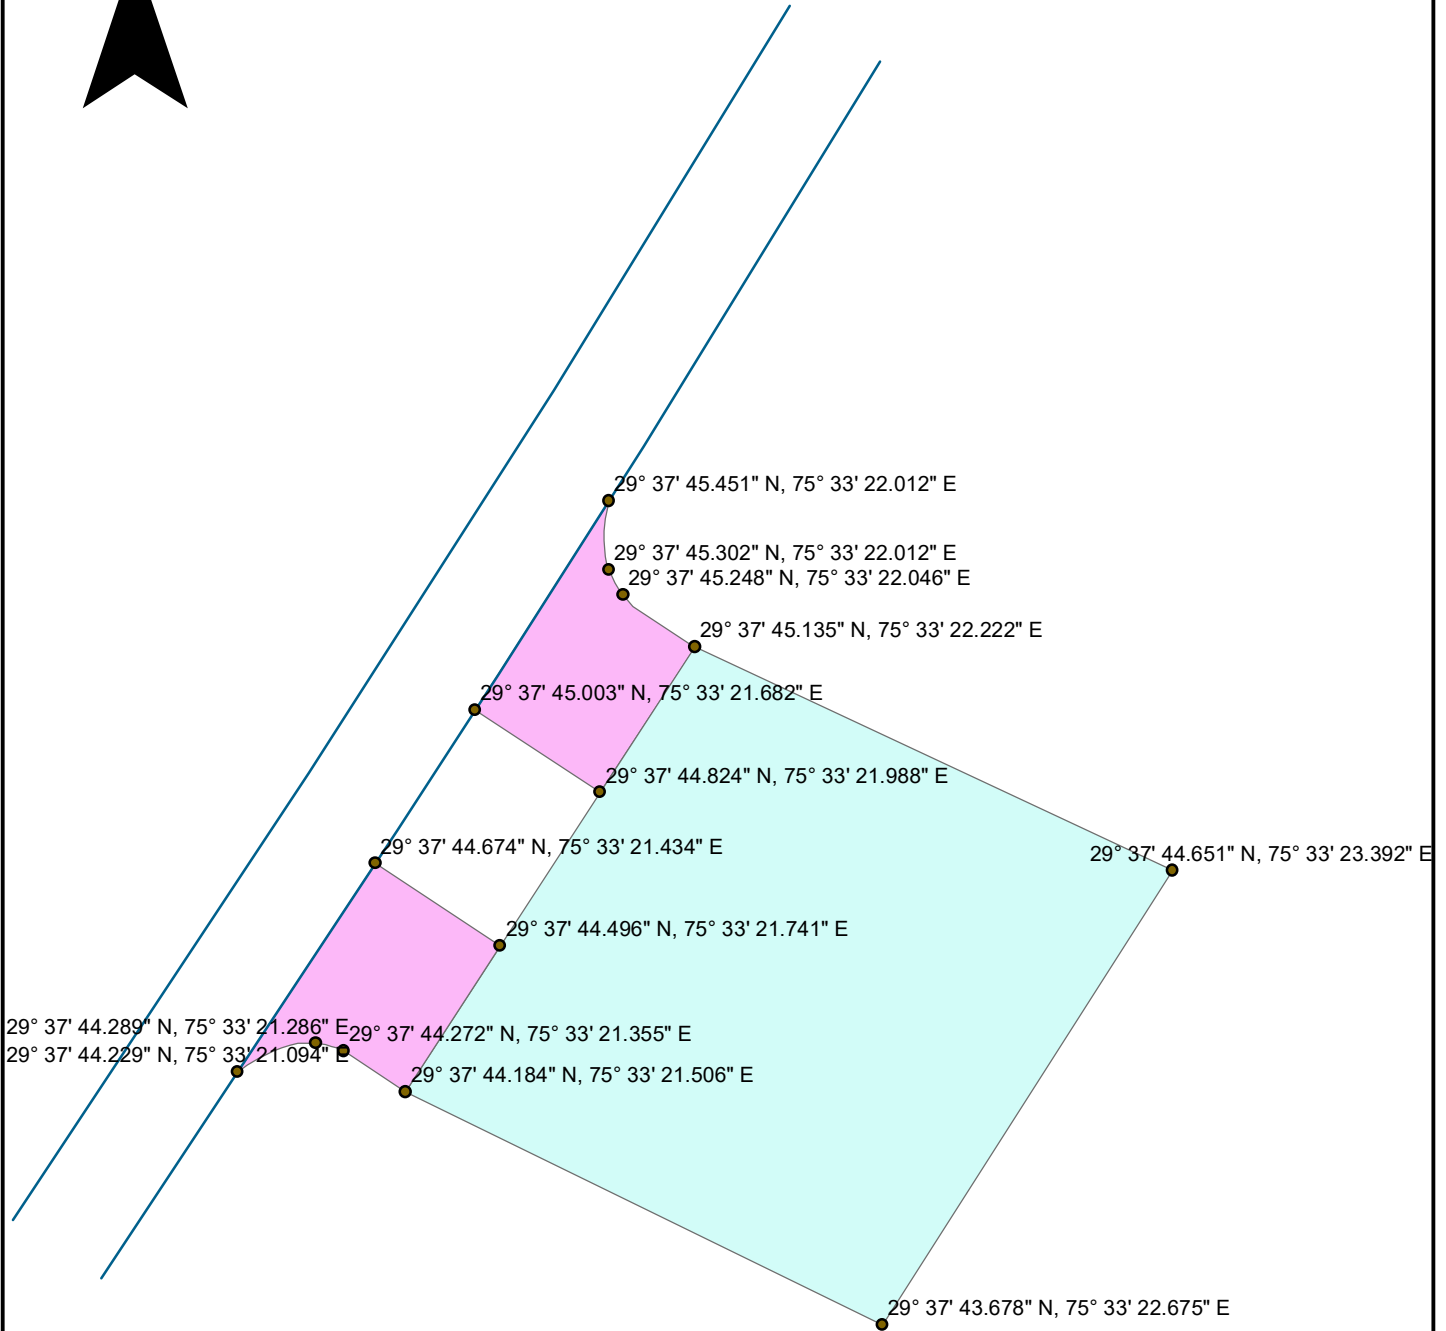 29° 37' 45.451" N, 75° 33' 22.012" E
29° 37' 45.302" N, 75° 33' 22.012" E
29° 37' 45.248" N, 75° 33' 22.046" E
29° 37' 45.135" N, 75° 33' 22.222" E
29° 37' 45.003" N, 75° 33' 21.682" E
29° 37' 44.824" N, 75° 33' 21.988" E
29° 37' 44.674" N, 75° 33' 21.434" E
29° 37' 44.651" N, 75° 33' 23.392" E
29° 37' 44.496" N, 75° 33' 21.741" E
29° 37' 44.289" N, 75° 33' 21.286" E
29° 37' 44.272" N, 75° 33' 21.355" E
29° 37' 44.229" N, 75° 33' 21.094" E
29° 37' 44.184" N, 75° 33' 21.506" E
29° 37' 43.678" N, 75° 33' 22.675" E